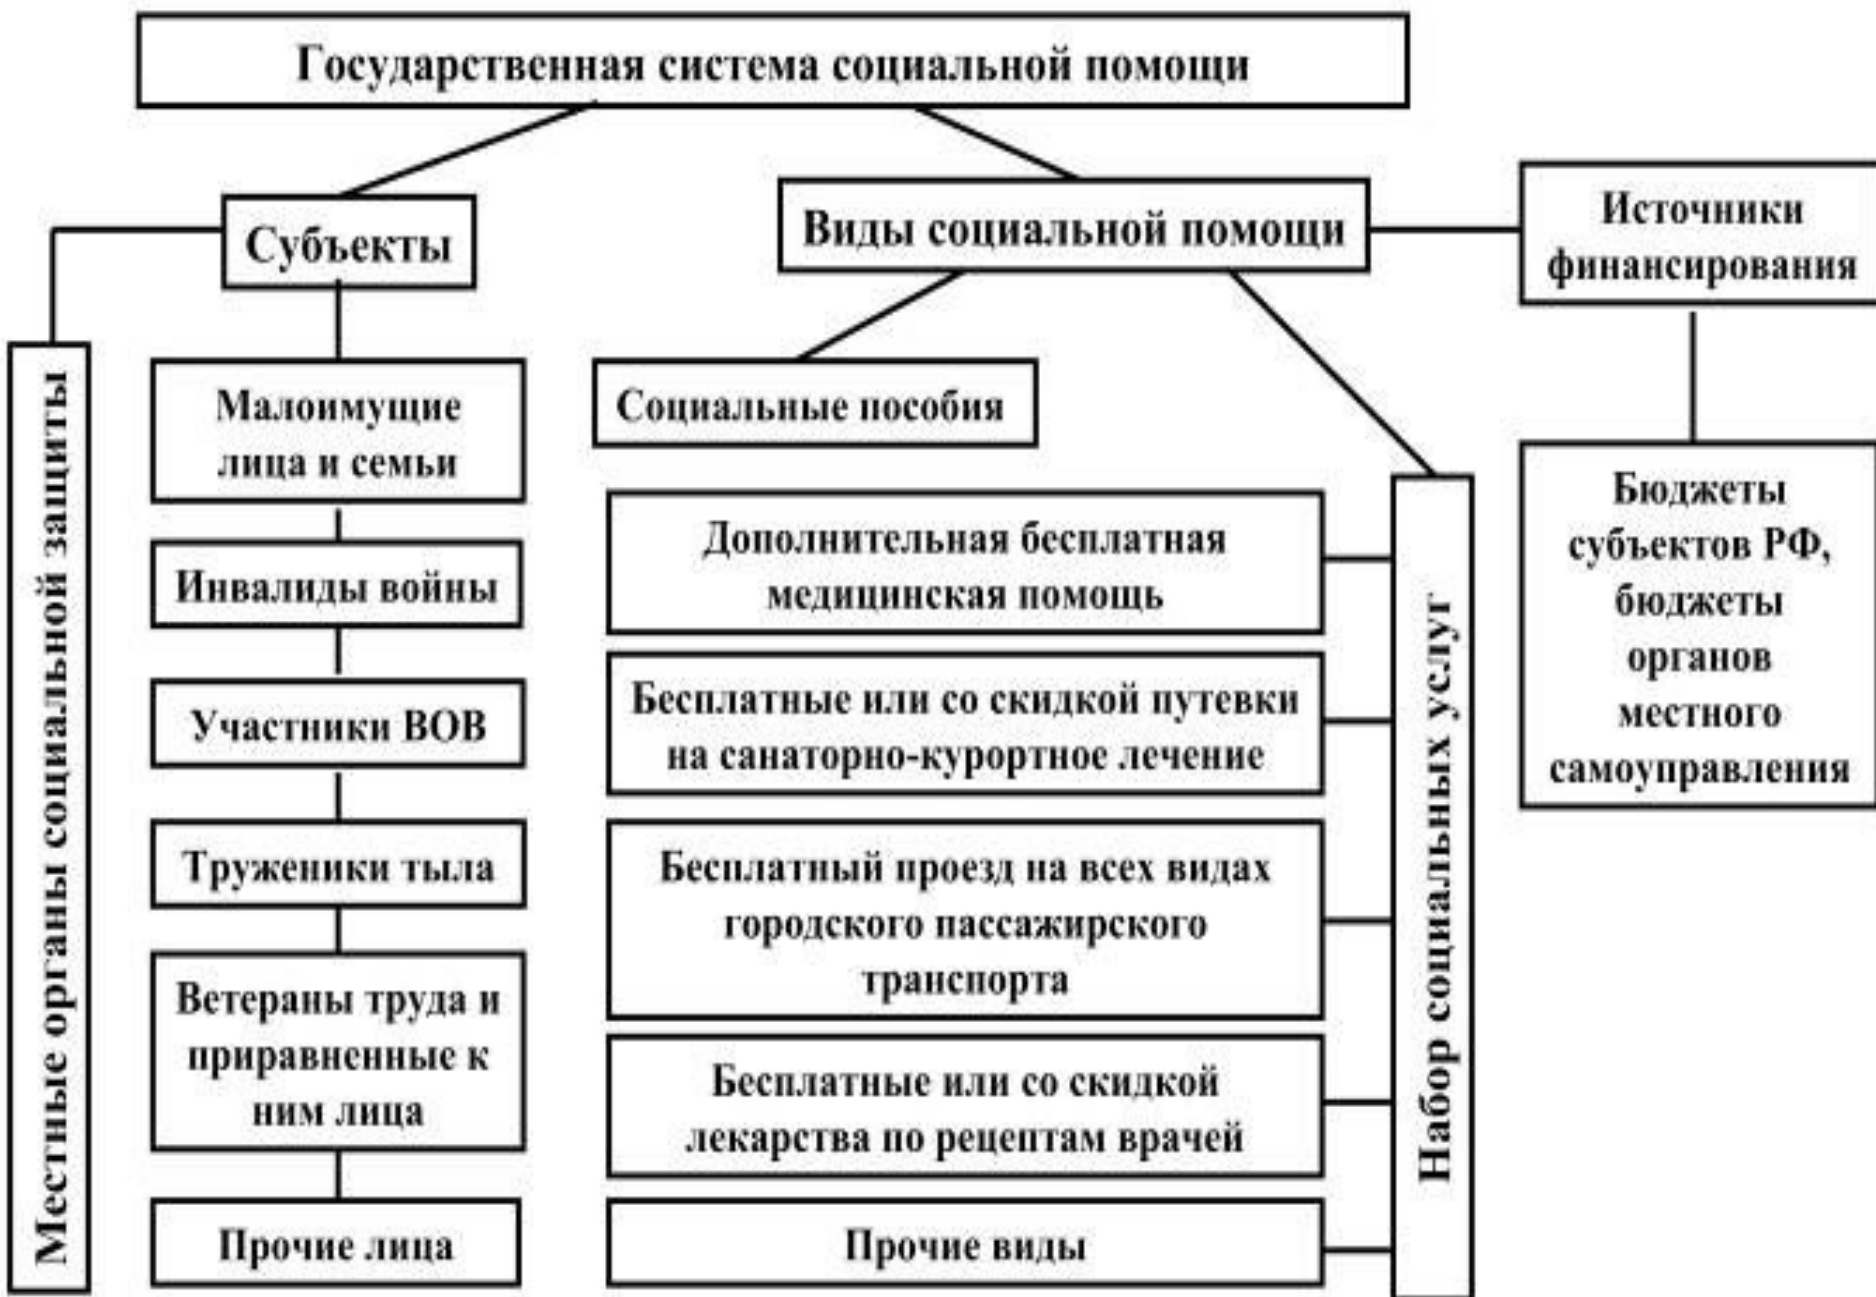 Государственная система социальной помощи
Субъекты
Виды социальной помощи
Источники
финансирования
Местные органы социальной защиты
Малоимущие
лица и семьи
Инвалиды войны
Участники ВОВ
Труженики тыла
Ветераны труда и
приравненные к
ним лица
Прочие лица
Социальные пособия
Дополнительная бесплатная
медицинская помощь
Бесплатные или со скидкой путевки
на санаторно-курортное лечение
Бесплатный проезд на всех видах
городского пассажирского
транспорта
Бесплатные или со скидкой
лекарства по рецептам врачей
Прочие виды
Набор социальных услуг
Бюджеты
субъектов РФ,
бюджеты
органов
местного
самоуправления